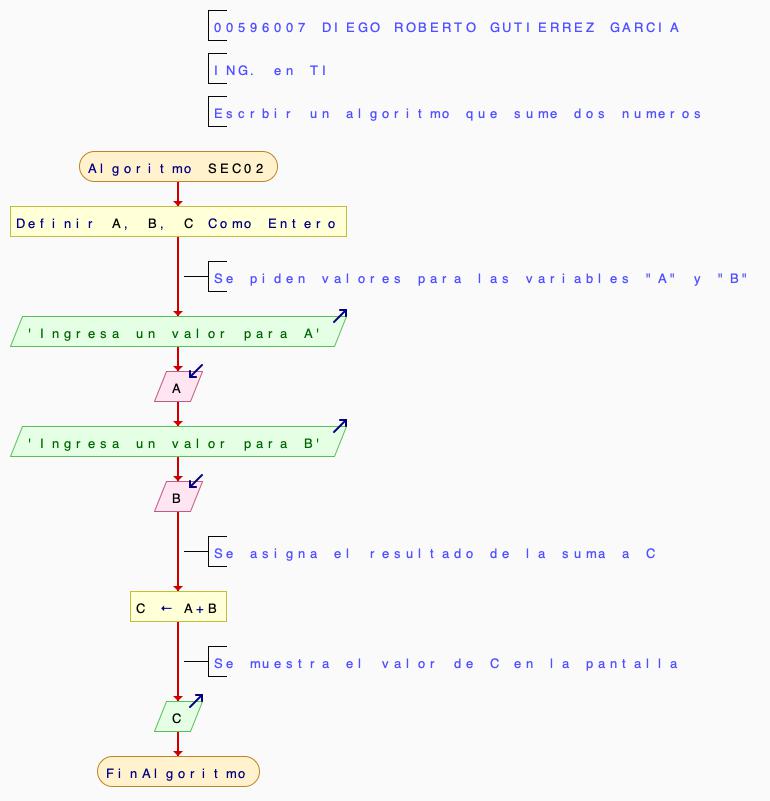 00596007 DIEGO ROBERTO GUTIERREZ GARCIA
ING. en TI
Escrbir un algoritmo que sume dos numeros
Algoritmo SEC02
Definir A, B, C Como Entero
Se piden valores para las variables "A" y "B"
'Ingresa un valor para A'
A
'Ingresa un valor para B'
B
Se asigna el resultado de la suma a C
C ← A+B
Se muestra el valor de C en la pantalla
C
FinAlgoritmo